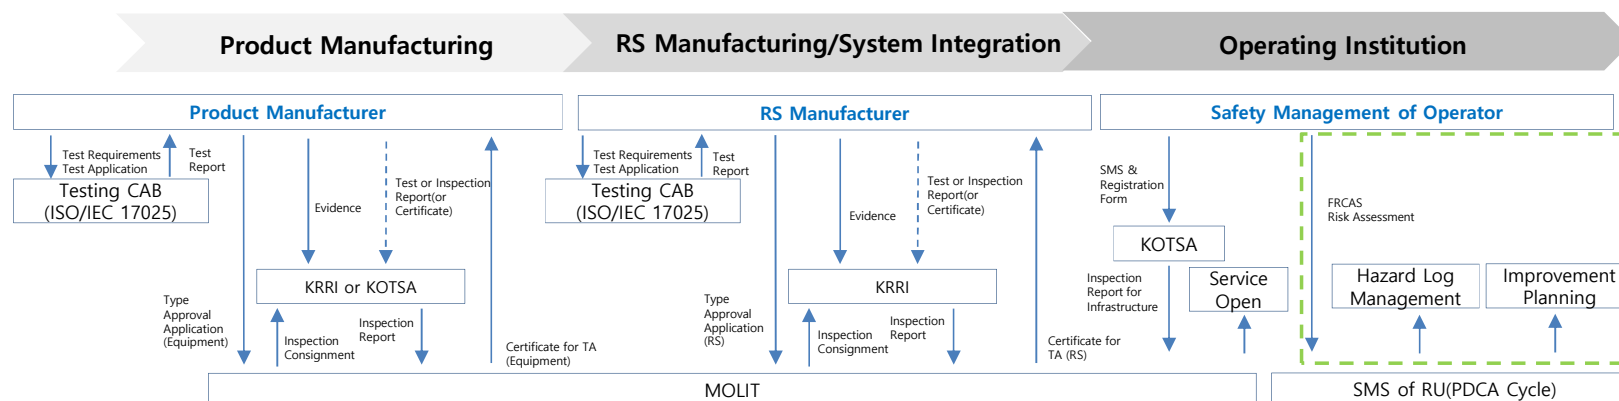 Product Manufacturing
RS Manufacturing/System Integration
Operating Institution
Product Manufacturer
RS Manufacturer
Safety Management of Operator
Test Requirements
Test Application
Test
Report
Testing CAB
(ISO/IEC 17025)
Evidence
Test or Inspection
Report(or
Certificate)
KRRI or KOTSA
Type
Approval
Application
(Equipment)
Inspection
Consignment
Inspection
Report
Certificate for TA
(Equipment)
Test Requirements
Test Application
Test
Report
Testing CAB
(ISO/IEC 17025)
Evidence
Test or Inspection
Report(or
Certificate)
KRRI
Type
Approval
Application
(RS)
Inspection
Consignment
Inspection
Report
Certificate for
TA (RS)
SMS &
Registration
Form
KOTSA
Inspection
Report for
Infrastructure
Service
Open
FRCAS
Risk Assessment
Hazard Log
Management
Improvement
Planning
MOLIT
SMS of RU(PDCA Cycle)